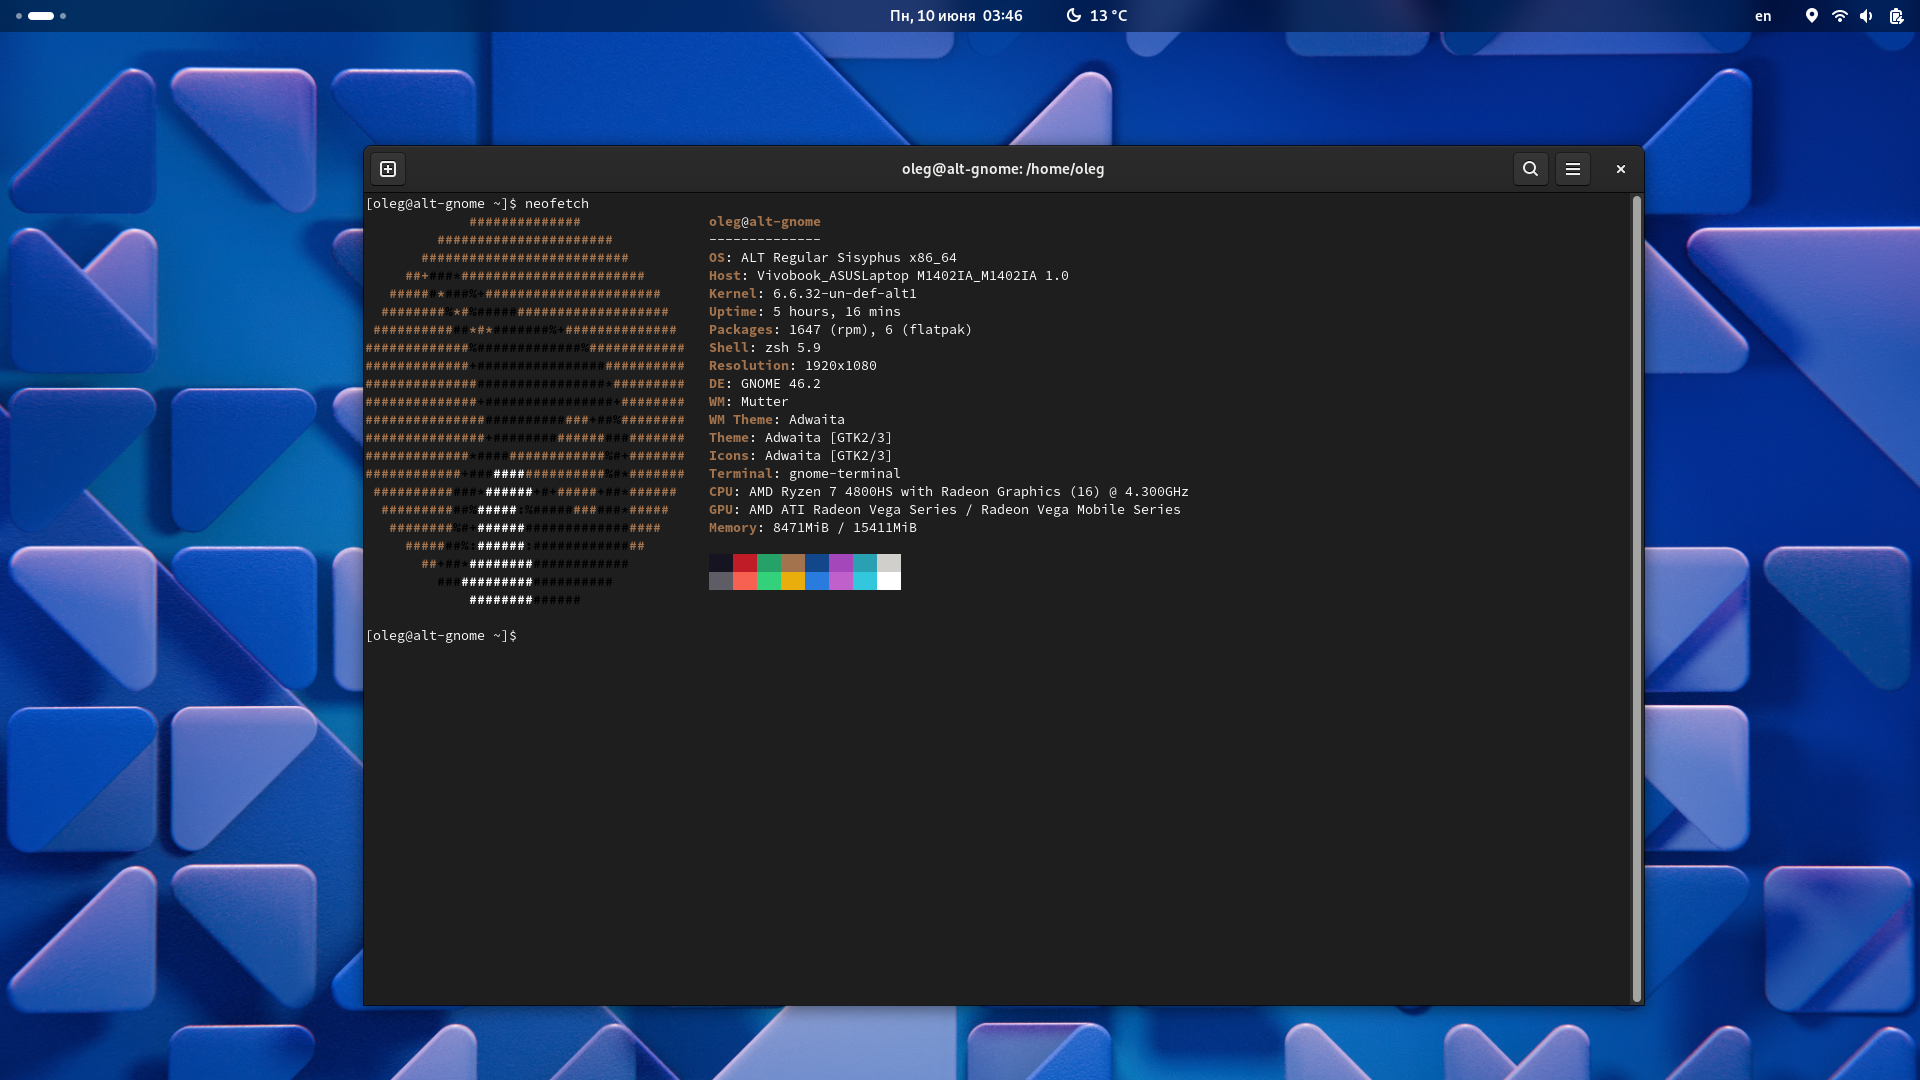 Пн, 10 июня 03:46
13 °C
en
oleg@alt-gnome: /home/oleg
[oleg@alt-gnome ~]$ neofetch
oleg@alt-gnome
--------------
OS: ALT Regular Sisyphus x86_64
Host: Vivobook_ASUSLaptop M1402IA_M1402IA 1.0
Kernel: 6.6.32-un-def-alt1
Uptime: 5 hours, 16 mins
Packages: 1647 (rpm), 6 (flatpak)
Shell: zsh 5.9
Resolution: 1920x1080
DE: GNOME 46.2
WM: Mutter
WM Theme: Adwaita
Theme: Adwaita [GTK2/3]
Icons: Adwaita [GTK2/3]
Terminal: gnome-terminal
CPU: AMD Ryzen 7 4800HS with Radeon Graphics (16) @ 4.300GHz
GPU: AMD ATI Radeon Vega Series / Radeon Vega Mobile Series
Memory: 8471MiB / 15411MiB
[oleg@alt-gnome ~]$